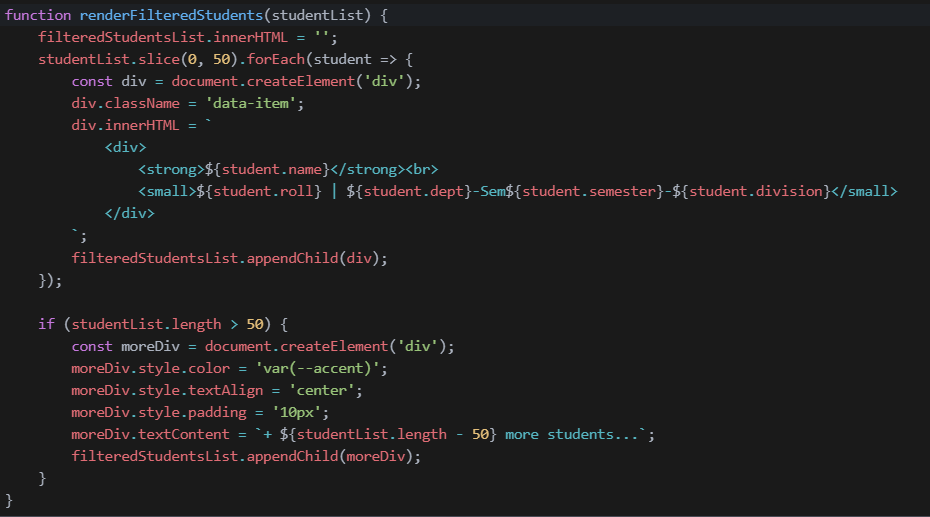 function renderFilteredStudents(studentList) {
    filteredStudentsList.innerHTML = '';
    studentList.slice(0, 50).forEach(student => {
        const div = document.createElement('div');
        div.className = 'data-item';
        div.innerHTML = `
            <div>
                <strong>${student.name}</strong><br>
                <small>${student.roll} | ${student.dept}-Sem${student.semester}-${student.division}</small>
            </div>
        `;
        filteredStudentsList.appendChild(div);
    });

    if (studentList.length > 50) {
        const moreDiv = document.createElement('div');
        moreDiv.style.color = 'var(--accent)';
        moreDiv.style.textAlign = 'center';
        moreDiv.style.padding = '10px';
        moreDiv.textContent = `+ ${studentList.length - 50} more students...`;
        filteredStudentsList.appendChild(moreDiv);
    }
}